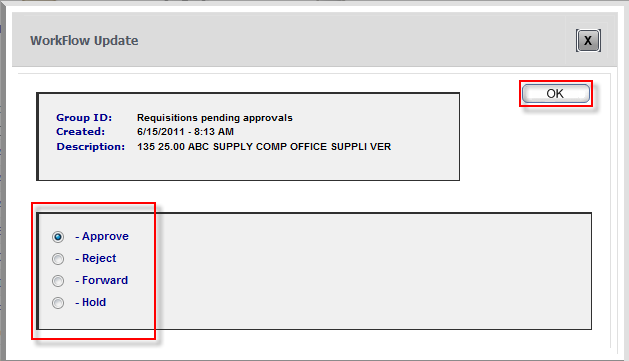 WorkFlow Update
X
OK
Group ID: Requisitions pending approvals
Created: 6/15/2011 - 8:13 AM
Description: 135 25.00 ABC SUPPLY COMP OFFICE SUPPLI VER
- Approve
- Reject
- Forward
- Hold